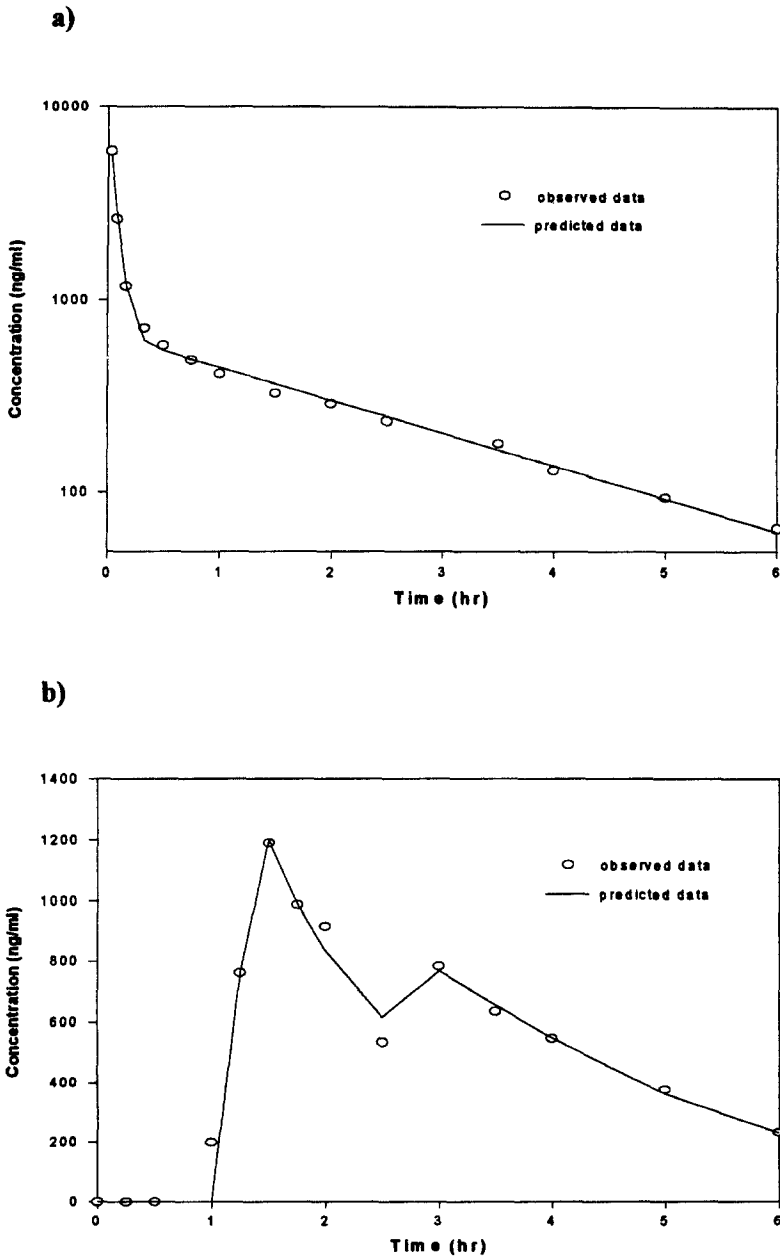 a)
10000
1000
100
Concentration (ng/ml)
observed data
predicted data
0 1 2 3 4 5 6
Time (hr)
b)
1400
1200
1000
800
600
400
200
0
Concentration (ng/ml)
observed data
predicted data
0 1 2 3 4 5 6
Time (hr)